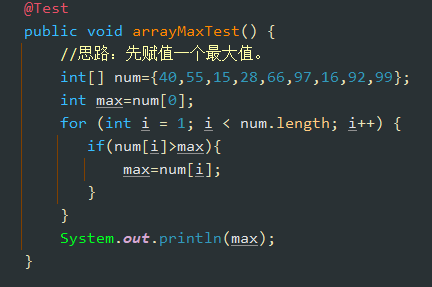 @Test
public void arrayMaxTest() {
//思路：先赋值一个最大值。
int[] num={40,55,15,28,66,97,16,92,99};
int max=num[0];
for (int i = 1; i < num.length; i++) {
if(num[i]>max){
max=num[i];
}
}
System.out.println(max);
}